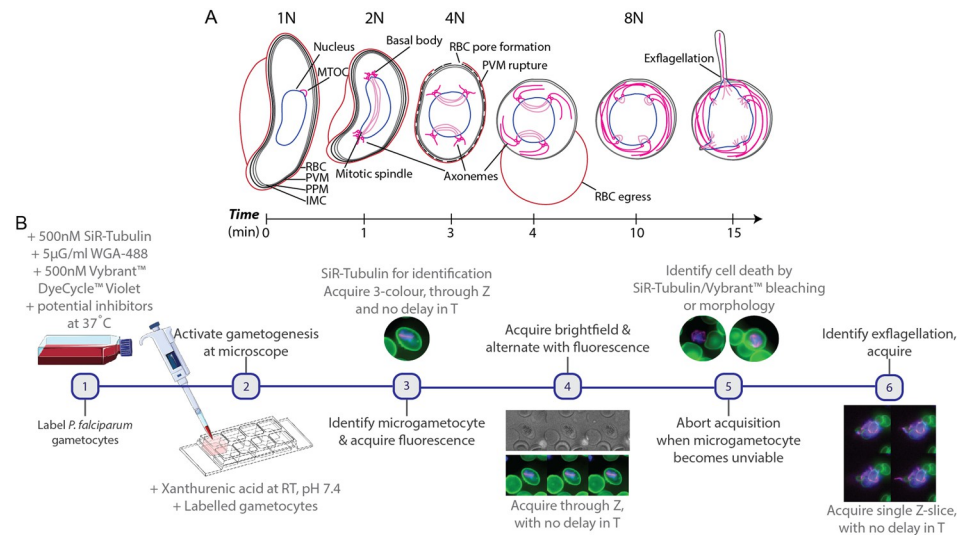 A
1N
2N
4N
8N
Nucleus
MTOC
Basal body
RBC pore formation
PVM rupture
Exflagellation
Mitotic spindle
Axonemes
RBC
PVM
PPM
IMC
RBC egress
Time
(min)
0
1
3
4
10
15
B
+ 500nM SiR-Tubulin
+ 5µG/ml WGA-488
+ 500nM Vybrant™
DyeCycle™ Violet
+ potential inhibitors
at 37˚C
1
Label P. falciparum
gametocytes
Activate gametogenesis
at microscope
2
+ Xanthurenic acid at RT, pH 7.4
+ Labelled gametocytes
SiR-Tubulin for identification
Acquire 3-colour, through Z
and no delay in T
3
Identify microgametocyte
& acquire fluorescence
Acquire brightfield &
alternate with fluorescence
4
Acquire through Z,
with no delay in T
Identify cell death by
SiR-Tubulin/Vybrant™ bleaching
or morphology
5
Abort acquisition
when microgametocyte
becomes unviable
Identify exflagellation,
acquire
6
Acquire single Z-slice,
with no delay in T